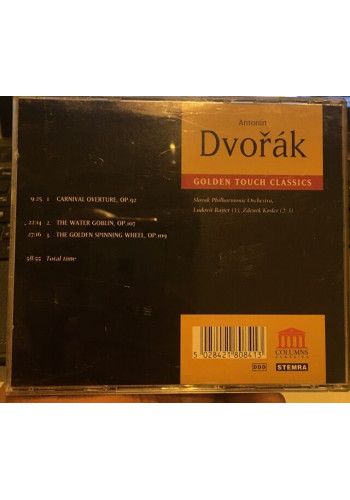 Antonin
Dvořák
GOLDEN TOUCH CLASSICS
Slovak Philharmonic Orchestra,
Ludovit Rajter (1), Zdenek Kosler (2-3)
9:25 1 CARNIVAL OVERTURE, OP.92
22:14 2 THE WATER GOBLIN, OP 107
27:16 3 THE GOLDEN SPINNING WHEEL, OP.109
58:55 Total time
5 028421 808413
COLUMNS
CLASSICS
DDD
STEMRA